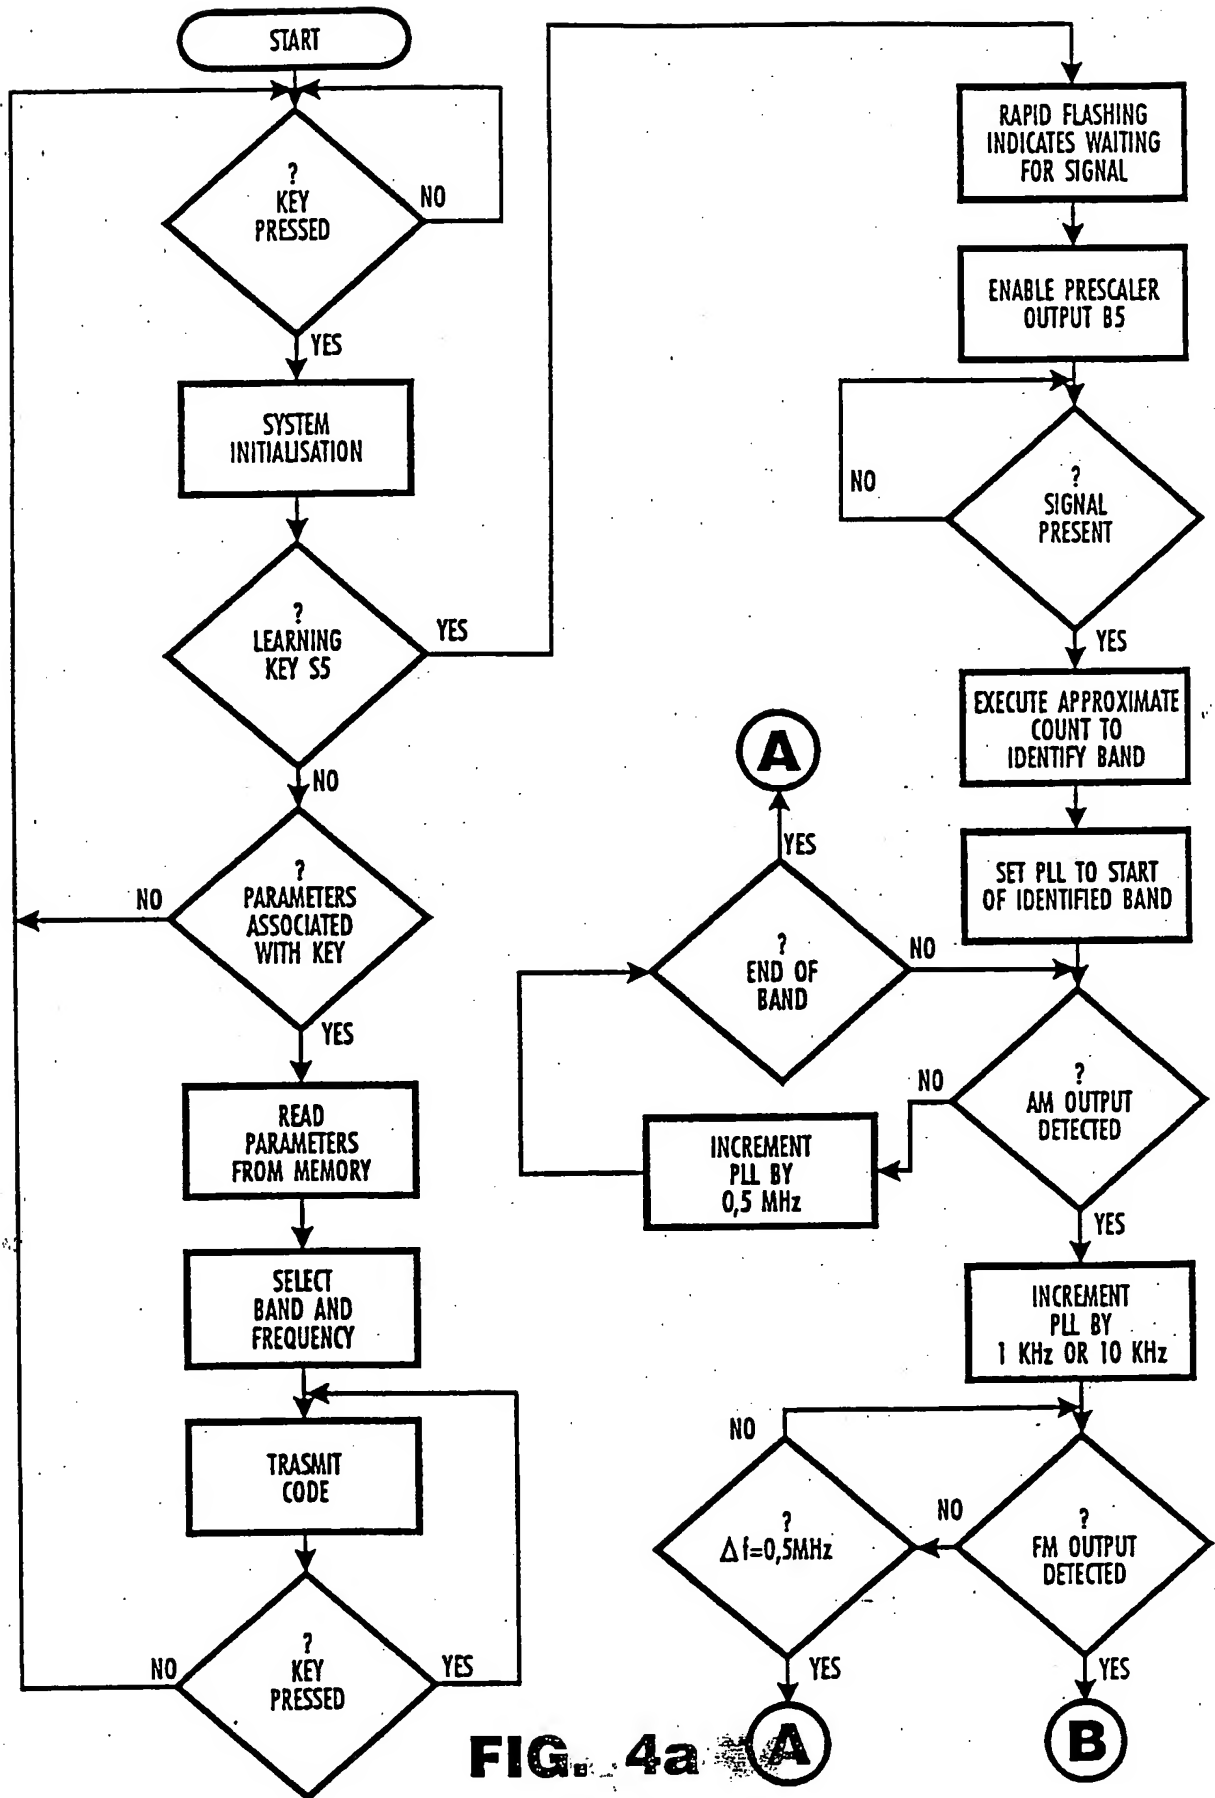 START
?
KEY
PRESSED
NO
YES
SYSTEM
INITIALISATION
?
LEARNING
KEY S5
YES
NO
?
PARAMETERS
ASSOCIATED
WITH KEY
NO
YES
READ
PARAMETERS
FROM MEMORY
SELECT
BAND AND
FREQUENCY
TRASMIT
CODE
?
KEY
PRESSED
NO
YES
RAPID FLASHING
INDICATES WAITING
FOR SIGNAL
ENABLE PRESCALER
OUTPUT B5
?
SIGNAL
PRESENT
NO
YES
EXECUTE APPROXIMATE
COUNT TO
IDENTIFY BAND
SET PLL TO START
OF IDENTIFIED BAND
A
YES
?
END OF
BAND
NO
?
AM OUTPUT
DETECTED
NO
YES
INCREMENT
PLL BY
0,5 MHz
INCREMENT
PLL BY
1 KHz OR 10 KHz
?
FM OUTPUT
DETECTED
NO
YES
?
Δf=0,5MHz
NO
YES
A
B
FIG. 4a